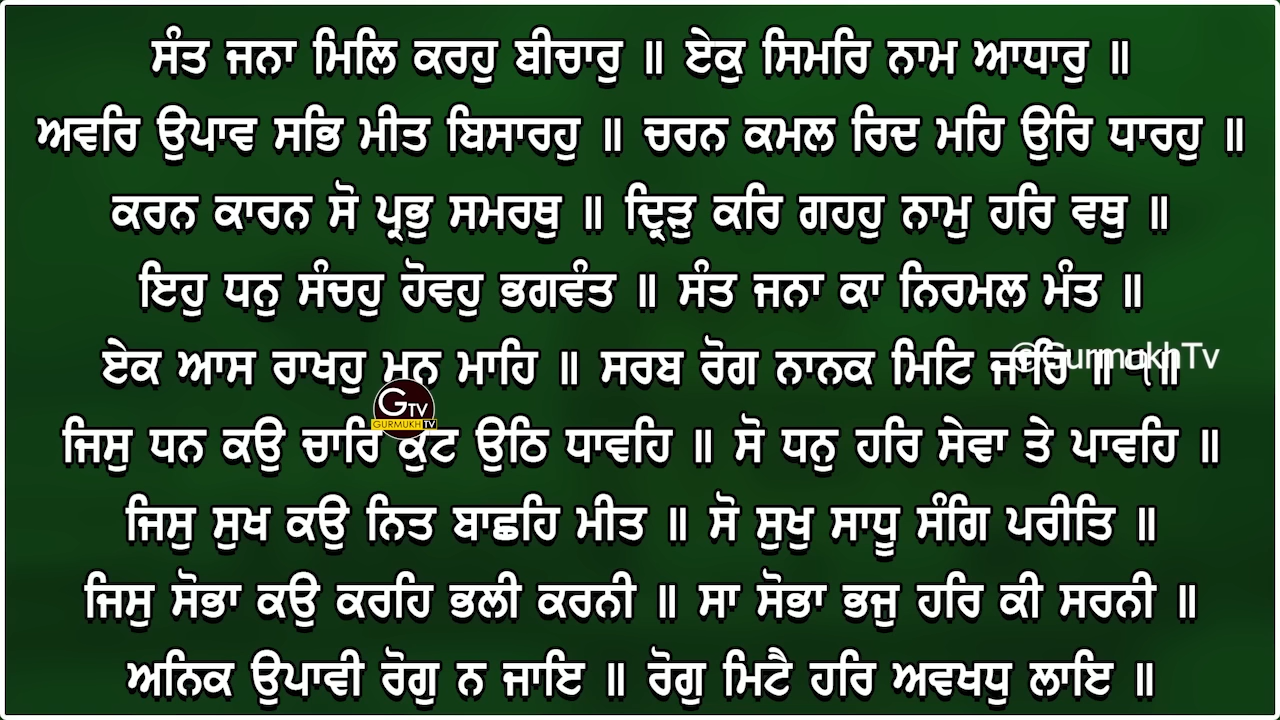 ਸੰਤ ਜਨਾ ਮਿਲਿ ਕਰਹੁ ਬੀਚਾਰੁ ॥ ਏਕੁ ਸਿਮਰਿ ਨਾਮ ਆਧਾਰੁ ॥
ਅਵਰਿ ਉਪਾਵ ਸਭਿ ਮੀਤ ਬਿਸਾਰਹੁ ॥ ਚਰਨ ਕਮਲ ਰਿਦ ਮਹਿ ਉਰਿ ਧਾਰਹੁ ॥
ਕਰਨ ਕਾਰਨ ਸੋ ਪ੍ਰਭੁ ਸਮਰਥੁ ॥ ਦ੍ਰਿੜੁ ਕਰਿ ਗਹਹੁ ਨਾਮੁ ਹਰਿ ਵਥੁ ॥
ਇਹੁ ਧਨੁ ਸੰਚਹੁ ਹੋਵਹੁ ਭਗਵੰਤ ॥ ਸੰਤ ਜਨਾ ਕਾ ਨਿਰਮਲ ਮੰਤ ॥
ਏਕ ਆਸ ਰਾਖਹੁ ਮਨ ਮਾਹਿ ॥ ਸਰਬ ਰੋਗ ਨਾਨਕ ਮਿਟਿ ਜਾਹਿ ॥੧॥
@GurmukhTv
GTV
GURMUKH TV
ਜਿਸੁ ਧਨ ਕਉ ਚਾਰਿ ਕੁੰਟ ਉਠਿ ਧਾਵਹਿ ॥ ਸੋ ਧਨੁ ਹਰਿ ਸੇਵਾ ਤੇ ਪਾਵਹਿ ॥
ਜਿਸੁ ਸੁਖ ਕਉ ਨਿਤ ਬਾਛਹਿ ਮੀਤ ॥ ਸੋ ਸੁਖੁ ਸਾਧੂ ਸੰਗਿ ਪਰੀਤਿ ॥
ਜਿਸੁ ਸੋਭਾ ਕਉ ਕਰਹਿ ਭਲੀ ਕਰਨੀ ॥ ਸਾ ਸੋਭਾ ਭਜੁ ਹਰਿ ਕੀ ਸਰਨੀ ॥
ਅਨਿਕ ਉਪਾਵੀ ਰੋਗੁ ਨ ਜਾਇ ॥ ਰੋਗੁ ਮਿਟੈ ਹਰਿ ਅਵਖਧੁ ਲਾਇ ॥